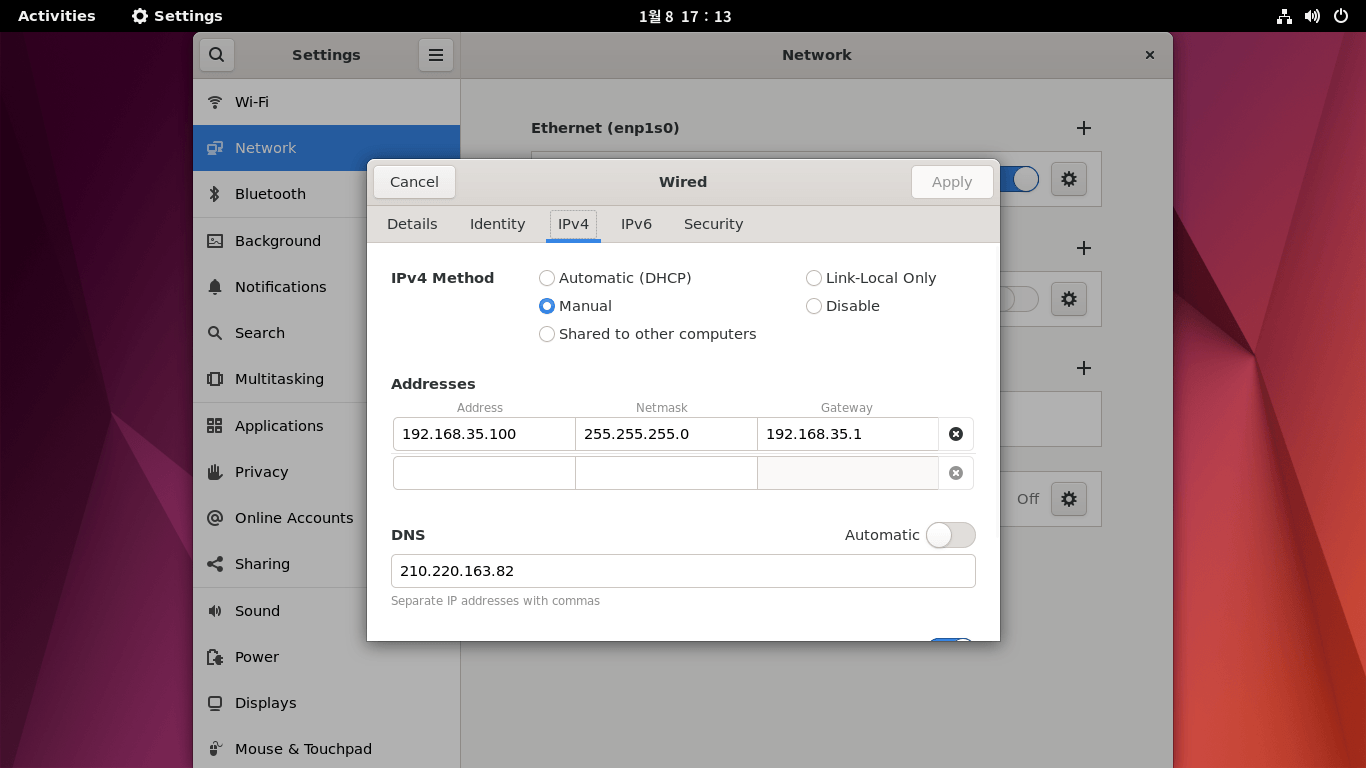 Activities
Settings
1월 8 17 : 13
Settings
Network
Wi-Fi
Network
Bluetooth
Background
Notifications
Search
Multitasking
Applications
Privacy
Online Accounts
Sharing
Sound
Power
Displays
Mouse & Touchpad
Ethernet (enp1s0)
Off
Cancel
Wired
Apply
Details
Identity
IPv4
IPv6
Security
IPv4 Method
Automatic (DHCP)
Link-Local Only
Manual
Disable
Shared to other computers
Addresses
Address
Netmask
Gateway
192.168.35.100
255.255.255.0
192.168.35.1
DNS
Automatic
210.220.163.82
Separate IP addresses with commas